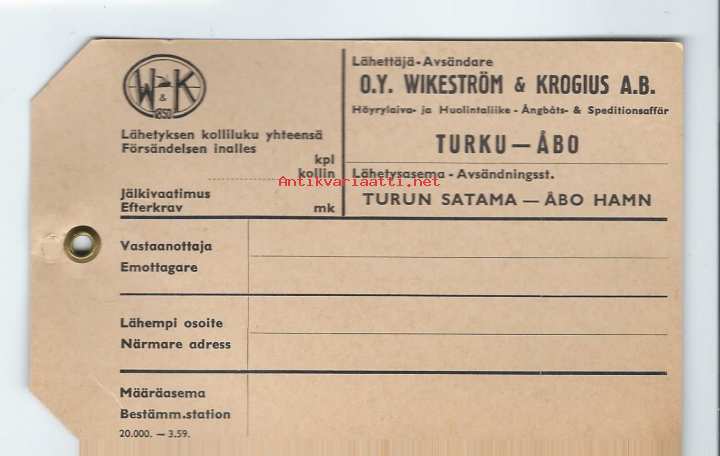 W & K
1850
Lähetyksen kolliluku yhteensä
Försändelsen inalles
kpl
kollin
Jälkivaatimus
Efterkrav mk
Lähettäjä - Avsändare
O.Y. WIKESTRÖM & KROGIUS A.B.
Höyrylaiva- ja Huolintaliike - Ångbåts- & Speditionsaffär
TURKU — ÅBO
Lähetysasema - Avsändningsst.
TURUN SATAMA — ÅBO HAMN
Antikvariaatti.net
Vastaanottaja
Emottagare
Lähempi osoite
Närmare adress
Määräasema
Bestämm.station
20.000. — 3.59.